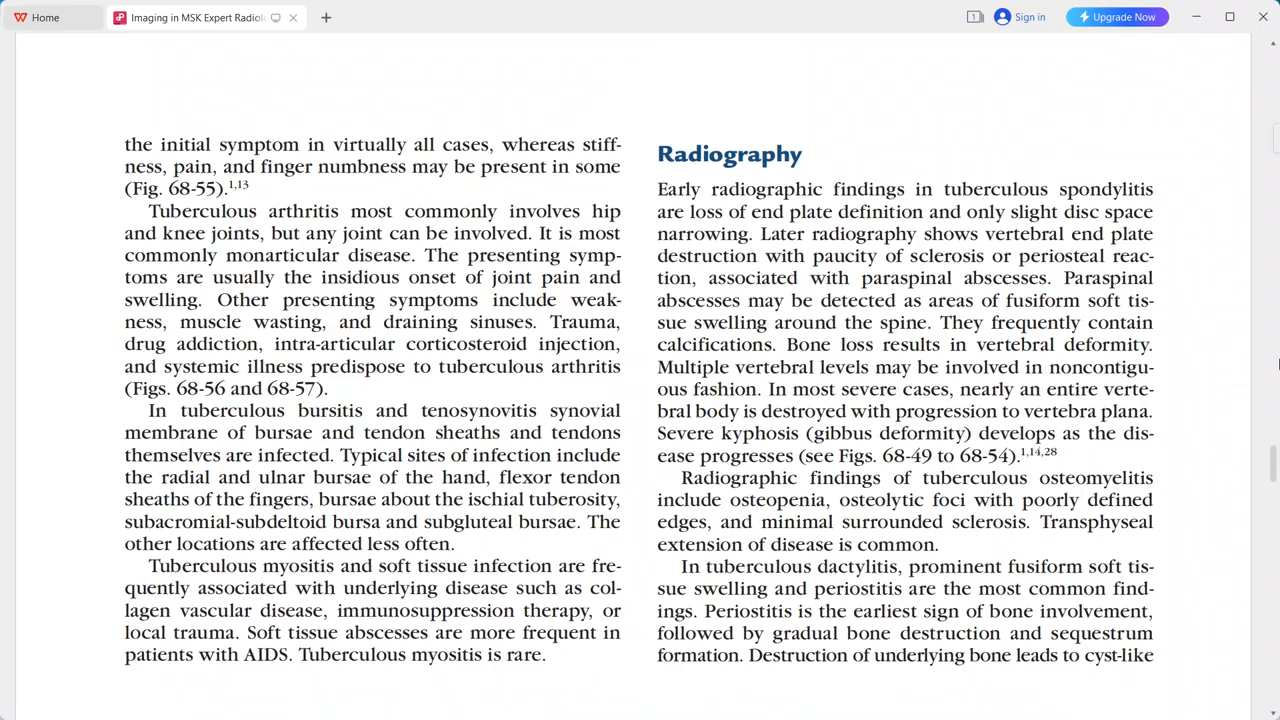 Home
Imaging in MSK Expert Radiol
1
Sign in
Upgrade Now
the initial symptom in virtually all cases, whereas stiff-
ness, pain, and finger numbness may be present in some
(Fig. 68-55).1,13
Tuberculous arthritis most commonly involves hip
and knee joints, but any joint can be involved. It is most
commonly monarticular disease. The presenting symp-
toms are usually the insidious onset of joint pain and
swelling. Other presenting symptoms include weak-
ness, muscle wasting, and draining sinuses. Trauma,
drug addiction, intra-articular corticosteroid injection,
and systemic illness predispose to tuberculous arthritis
(Figs. 68-56 and 68-57).
In tuberculous bursitis and tenosynovitis synovial
membrane of bursae and tendon sheaths and tendons
themselves are infected. Typical sites of infection include
the radial and ulnar bursae of the hand, flexor tendon
sheaths of the fingers, bursae about the ischial tuberosity,
subacromial-subdeltoid bursa and subgluteal bursae. The
other locations are affected less often.
Tuberculous myositis and soft tissue infection are fre-
quently associated with underlying disease such as col-
lagen vascular disease, immunosuppression therapy, or
local trauma. Soft tissue abscesses are more frequent in
patients with AIDS. Tuberculous myositis is rare.
Radiography
Early radiographic findings in tuberculous spondylitis
are loss of end plate definition and only slight disc space
narrowing. Later radiography shows vertebral end plate
destruction with paucity of sclerosis or periosteal reac-
tion, associated with paraspinal abscesses. Paraspinal
abscesses may be detected as areas of fusiform soft tis-
sue swelling around the spine. They frequently contain
calcifications. Bone loss results in vertebral deformity.
Multiple vertebral levels may be involved in noncontigu-
ous fashion. In most severe cases, nearly an entire verte-
bral body is destroyed with progression to vertebra plana.
Severe kyphosis (gibbus deformity) develops as the dis-
ease progresses (see Figs. 68-49 to 68-54).1,14,28
Radiographic findings of tuberculous osteomyelitis
include osteopenia, osteolytic foci with poorly defined
edges, and minimal surrounded sclerosis. Transphyseal
extension of disease is common.
In tuberculous dactylitis, prominent fusiform soft tis-
sue swelling and periostitis are the most common find-
ings. Periostitis is the earliest sign of bone involvement,
followed by gradual bone destruction and sequestrum
formation. Destruction of underlying bone leads to cyst-like